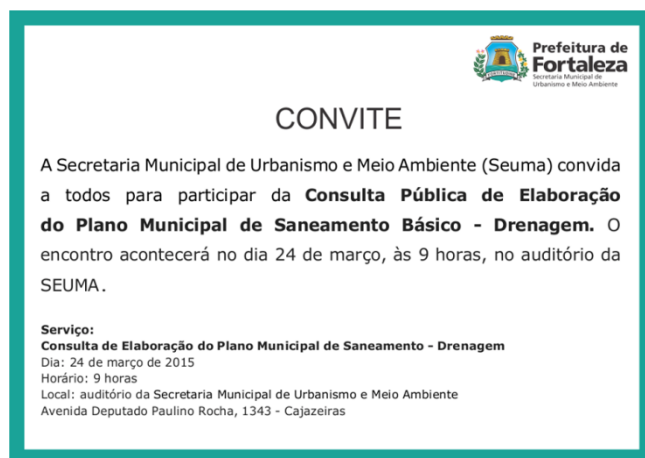 Prefeitura de
Fortaleza
Secretaria Municipal de
Urbanismo e Meio Ambiente
CONVITE
A Secretaria Municipal de Urbanismo e Meio Ambiente (Seuma) convida
a todos para participar da Consulta Pública de Elaboração
do Plano Municipal de Saneamento Básico - Drenagem. O
encontro acontecerá no dia 24 de março, às 9 horas, no auditório da
SEUMA.
Serviço:
Consulta de Elaboração do Plano Municipal de Saneamento - Drenagem
Dia: 24 de março de 2015
Horário: 9 horas
Local: auditório da Secretaria Municipal de Urbanismo e Meio Ambiente
Avenida Deputado Paulino Rocha, 1343 - Cajazeiras